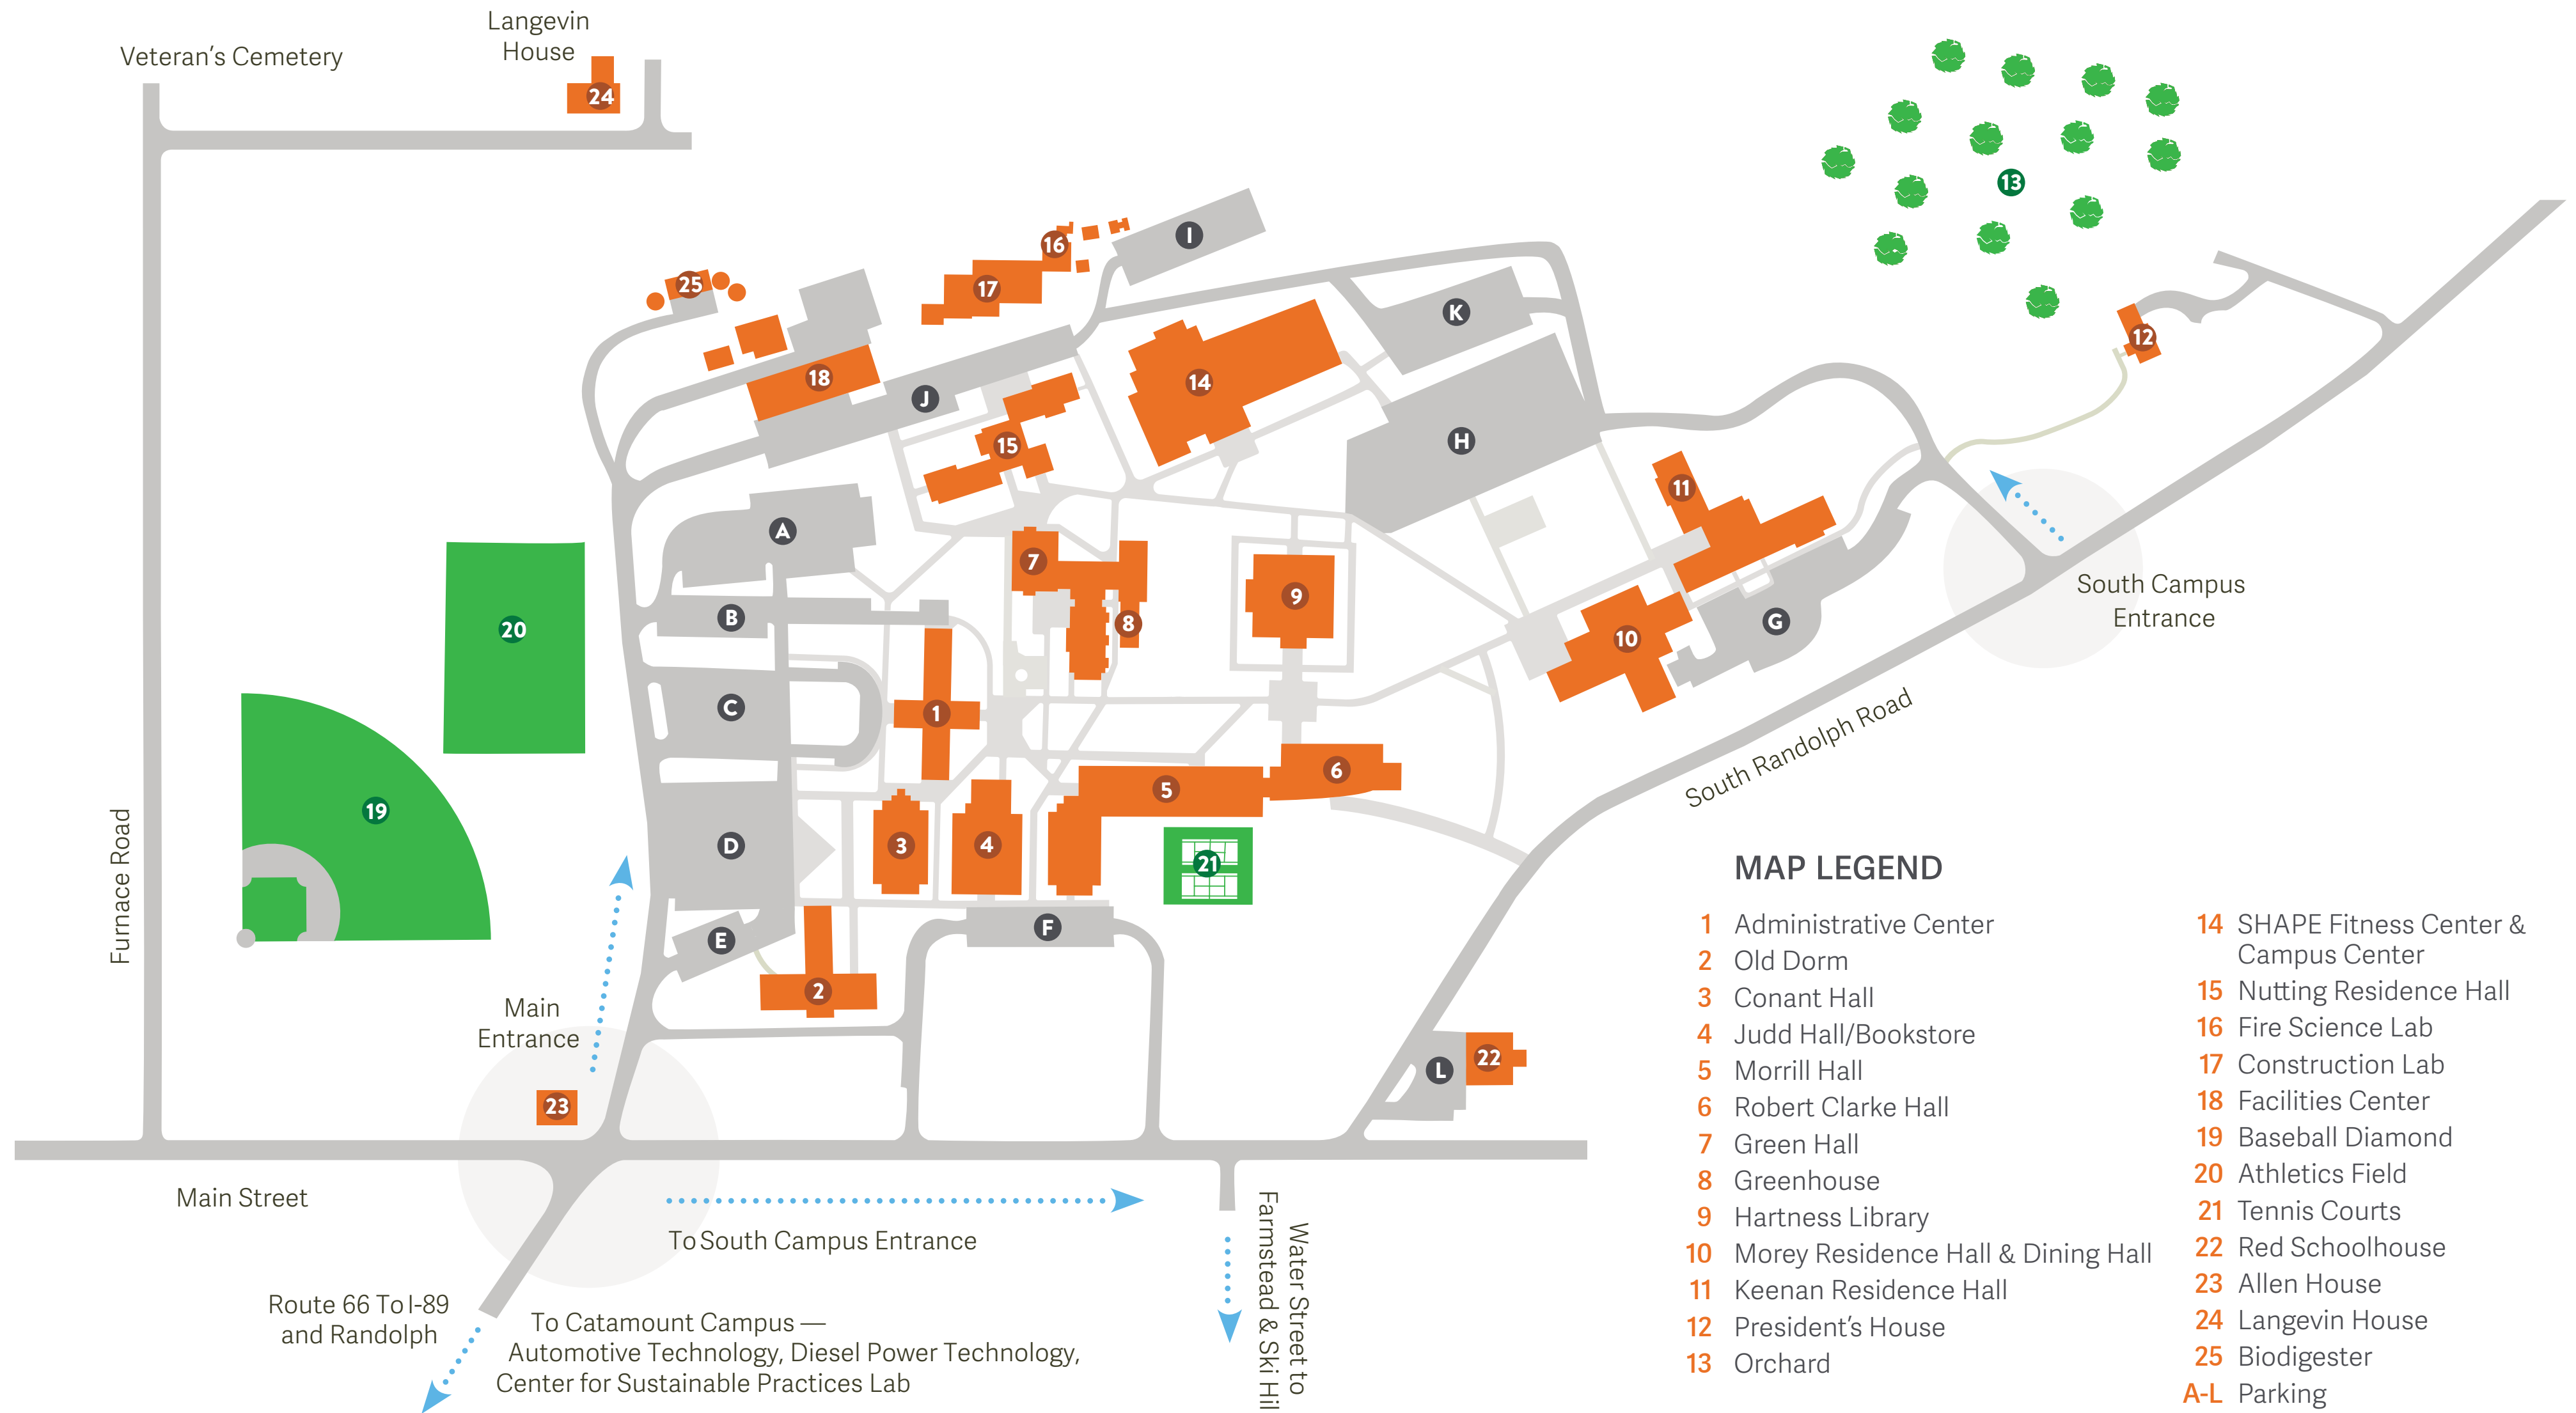 Langevin
House
Veteran's Cemetery
24
13
16
I
25
17
K
12
18
14
J
H
15
11
A
7
9
20
B
8
10
G
South Campus
Entrance
C
1
6
South Randolph Road
5
19
Furnace Road
D
3
4
21
E
F
2
Main
Entrance
L
22
23
Main Street
To South Campus Entrance
Water Street to
Farmstead & Ski Hil
Route 66 To I-89
and Randolph
To Catamount Campus —
Automotive Technology, Diesel Power Technology,
Center for Sustainable Practices Lab
MAP LEGEND
1 Administrative Center
2 Old Dorm
3 Conant Hall
4 Judd Hall/Bookstore
5 Morrill Hall
6 Robert Clarke Hall
7 Green Hall
8 Greenhouse
9 Hartness Library
10 Morey Residence Hall & Dining Hall
11 Keenan Residence Hall
12 President's House
13 Orchard
14 SHAPE Fitness Center &
Campus Center
15 Nutting Residence Hall
16 Fire Science Lab
17 Construction Lab
18 Facilities Center
19 Baseball Diamond
20 Athletics Field
21 Tennis Courts
22 Red Schoolhouse
23 Allen House
24 Langevin House
25 Biodigester
A-L Parking